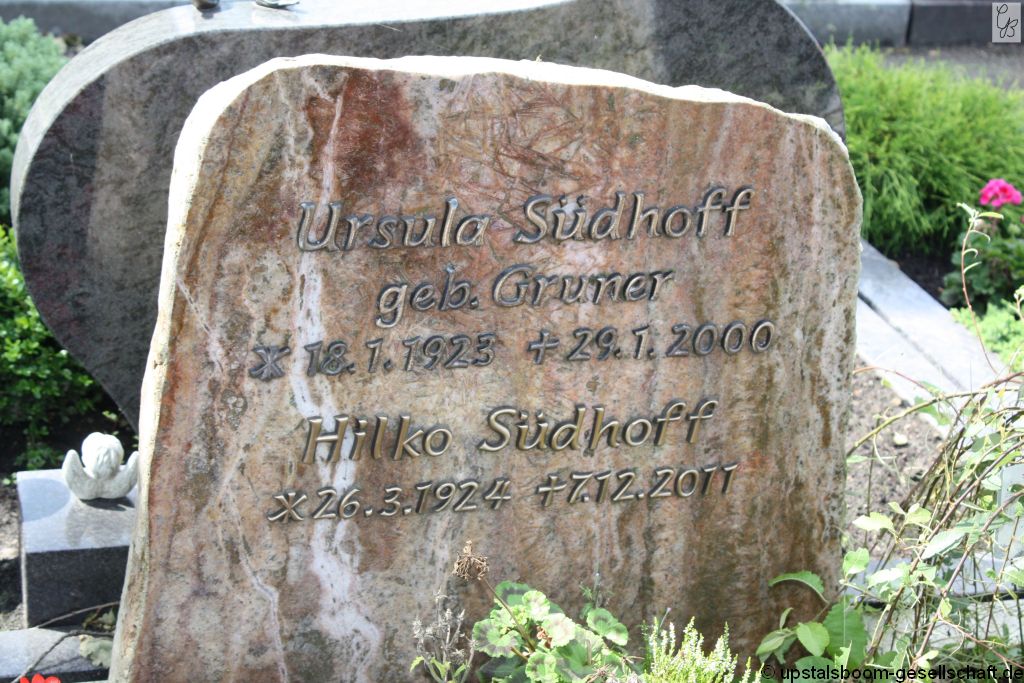 Ursula Südhoff
geb. Gruner
* 18.1.1923 + 29.1.2000
Hilko Südhoff
* 26.3.1924 + 7.12.2011
© upstalsboom-gesellschaft.de